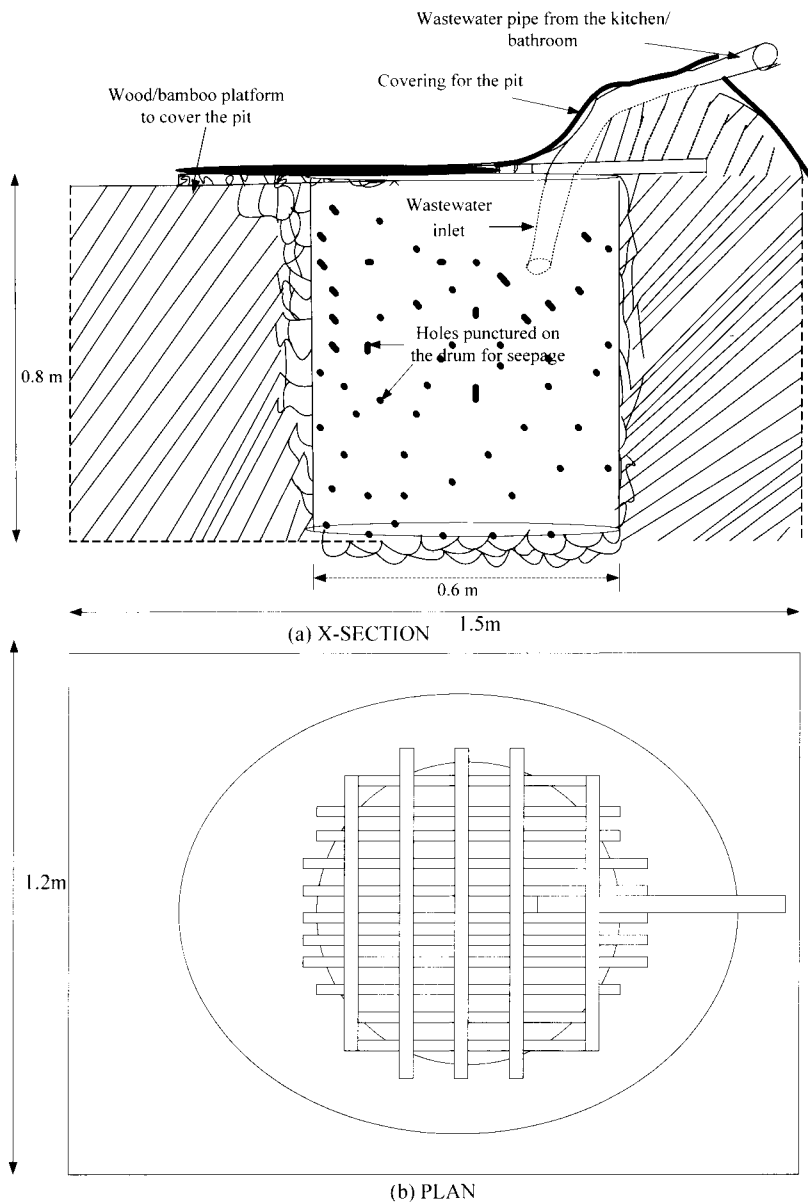 Wastewater pipe from the kitchen/
bathroom
Covering for the pit
Wood/bamboo platform
to cover the pit
Wastewater
inlet
Holes punctured on
the drum for seepage
0.8 m
0.6 m
1.5m
(a) X-SECTION
1.2m
(b) PLAN